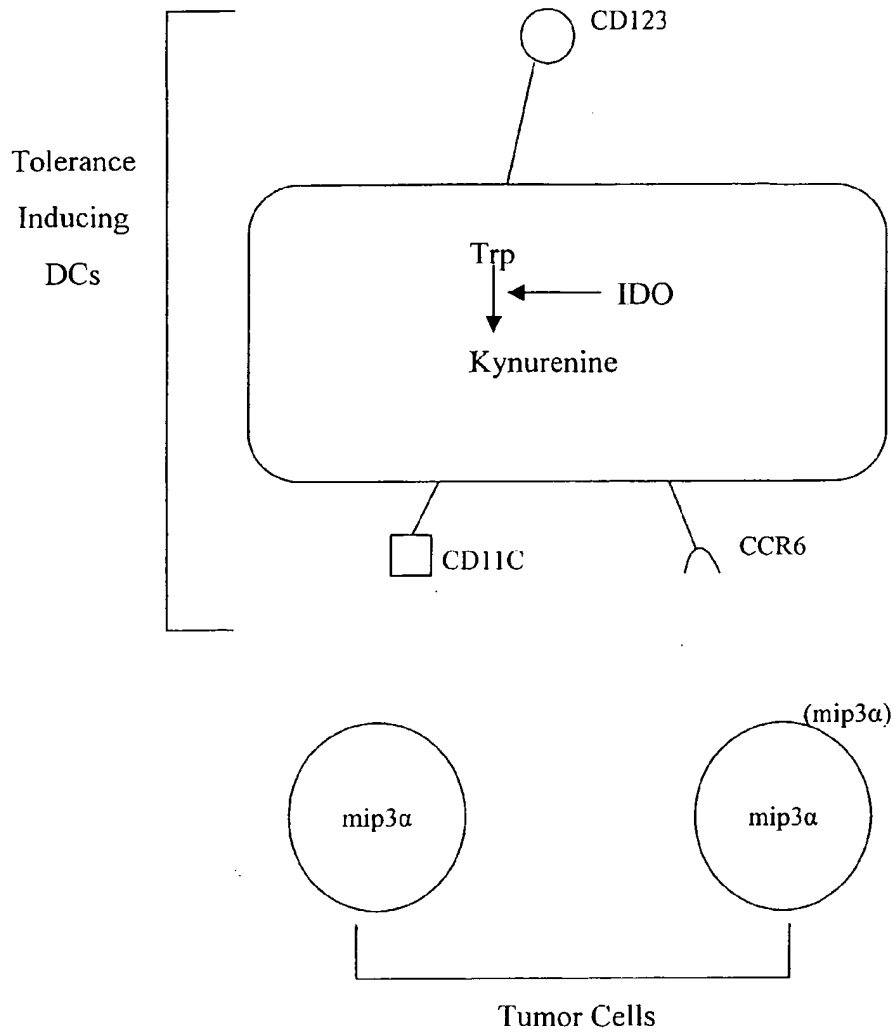 CD123
Tolerance
Inducing
DCs
Trp
IDO
Kynurenine
CD11C
CCR6
(mip3α)
mip3α
mip3α
Tumor Cells